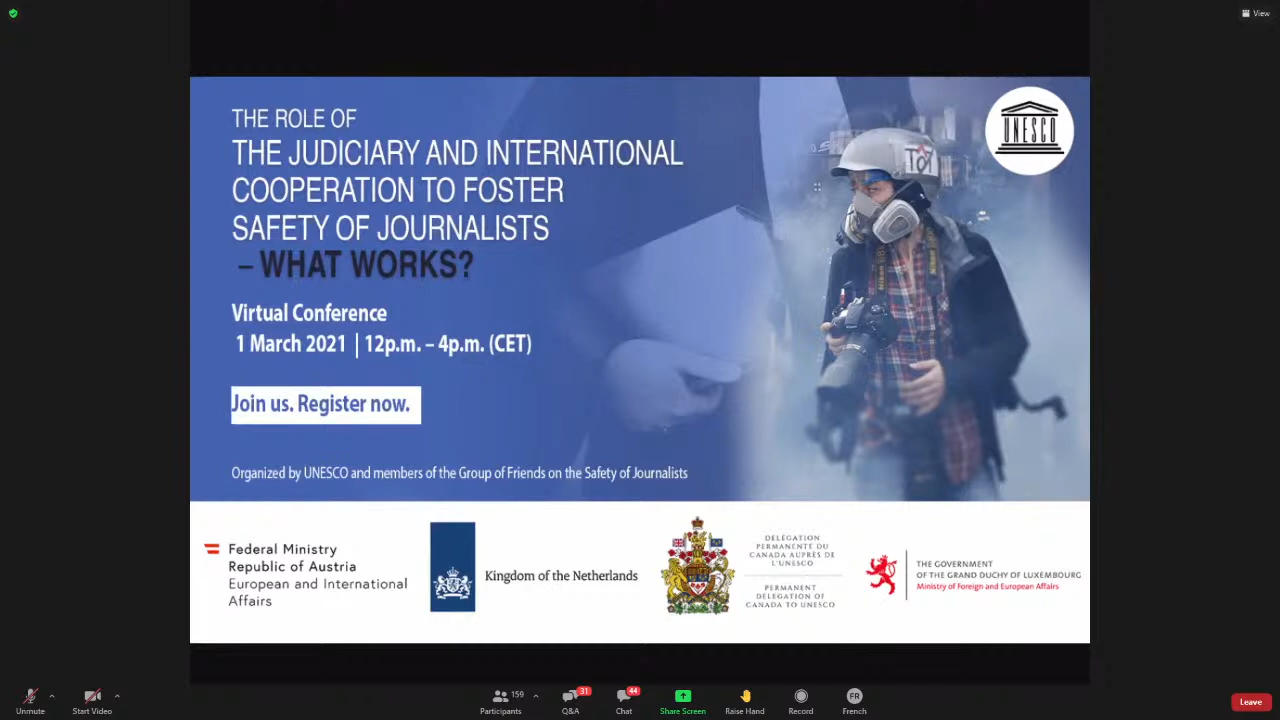 View
THE ROLE OF
THE JUDICIARY AND INTERNATIONAL
COOPERATION TO FOSTER
SAFETY OF JOURNALISTS
– WHAT WORKS?
UNESCO
Virtual Conference
1 March 2021 | 12p.m. – 4p.m. (CET)
Join us. Register now.
Organized by UNESCO and members of the Group of Friends on the Safety of Journalists
Federal Ministry
Republic of Austria
European and International
Affairs
Kingdom of the Netherlands
DÉLÉGATION
PERMANENTE DU
CANADA AUPRÈS DE
L'UNESCO
PERMANENT
DELEGATION OF
CANADA TO UNESCO
THE GOVERNMENT
OF THE GRAND DUCHY OF LUXEMBOURG
Ministry of Foreign and European Affairs
Unmute
Start Video
159
Participants
31
Q&A
44
Chat
Share Screen
Raise Hand
Record
FR
French
Leave